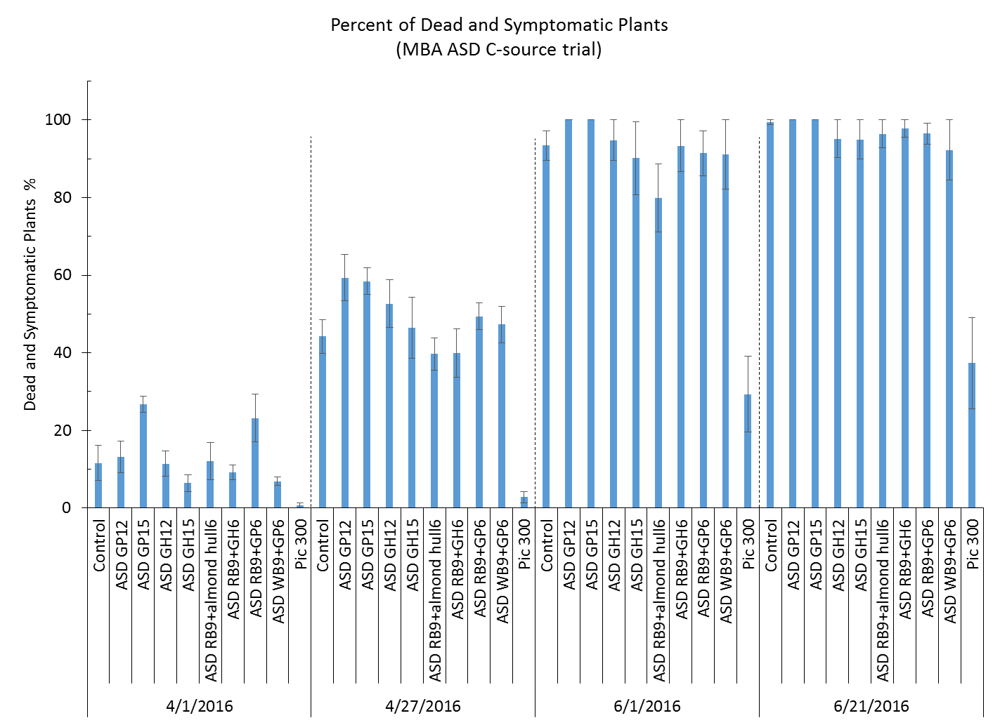 Percent of Dead and Symptomatic Plants
(MBA ASD C-source trial)
Dead and Symptomatic Plants %
100
80
60
40
20
0
Control
ASD GP12
ASD GP15
ASD GH12
ASD GH15
ASD RB9+almond hull6
ASD RB9+GH6
ASD RB9+GP6
ASD WB9+GP6
Pic 300
Control
ASD GP12
ASD GP15
ASD GH12
ASD GH15
ASD RB9+almond hull6
ASD RB9+GH6
ASD RB9+GP6
ASD WB9+GP6
Pic 300
Control
ASD GP12
ASD GP15
ASD GH12
ASD GH15
ASD RB9+almond hull6
ASD RB9+GH6
ASD RB9+GP6
ASD WB9+GP6
Pic 300
Control
ASD GP12
ASD GP15
ASD GH12
ASD GH15
ASD RB9+almond hull6
ASD RB9+GH6
ASD RB9+GP6
ASD WB9+GP6
Pic 300
4/1/2016
4/27/2016
6/1/2016
6/21/2016